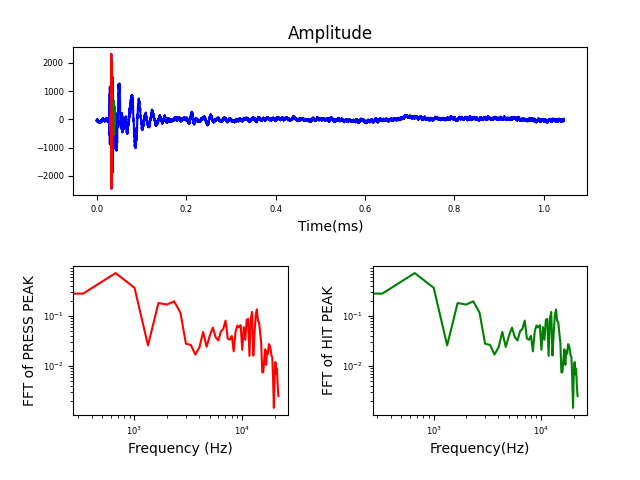 Amplitude
2000
1000
0
−1000
−2000
0.0 0.2 0.4 0.6 0.8 1.0
Time(ms)
FFT of PRESS PEAK
10⁻¹
10⁻²
10³ 10⁴
Frequency (Hz)
FFT of HIT PEAK
10⁻¹
10⁻²
10³ 10⁴
Frequency(Hz)